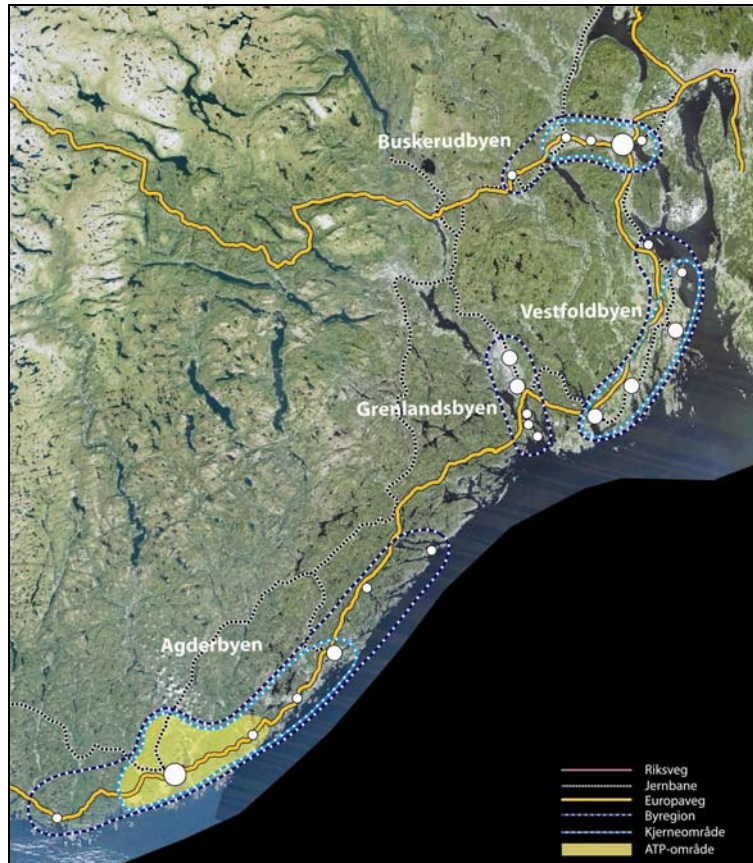 Buskerudbyen
Vestfoldbyen
Grenlandsbyen
Agderbyen
Riksveg
Jernbane
Europaveg
Byregion
Kjerneområde
ATP-område